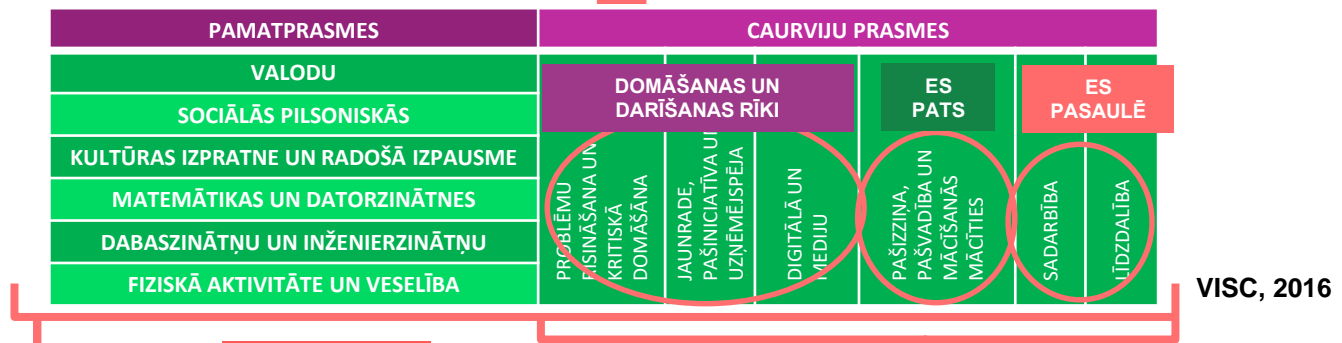 PAMATPRASMES
CAURVIJU PRASMES
VALODU
SOCIĀLĀS PILSONISKĀS
KULTŪRAS IZPRATNE UN RADOŠĀ IZPAUSME
MATEMĀTIKAS UN DATORZINĀTNES
DABASZINĀTŅU UN INŽENIERZINĀTŅU
FIZISKĀ AKTIVITĀTE UN VESELĪBA
DOMĀŠANAS UN
DARĪŠANAS RĪKI
ES
PATS
ES
PASAULĒ
PROBLĒMU
RISINĀŠANA UN
KRITISKĀ
DOMĀŠANA
JAUNRADE,
PAŠINICIATĪVA UN
UZŅĒMĒJSPĒJA
DIGITĀLĀ UN
MEDIJU
PAŠIZZIŅA,
PAŠVADĪBA UN
MĀCĪŠANĀS
MĀCĪTIES
SADARBĪBA
LĪDZDALĪBA
VISC, 2016